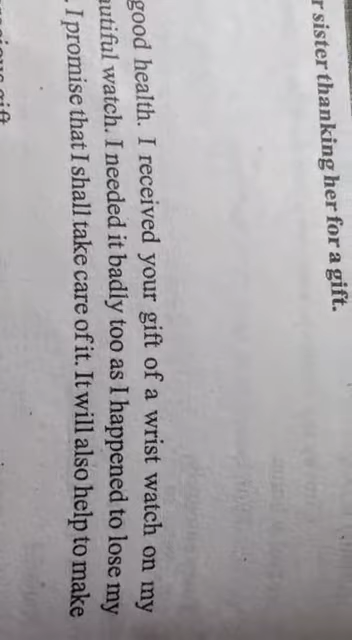 r sister thanking her for a gift.
good health. I received your gift of a wrist watch on my
utiful watch. I needed it badly too as I happened to lose my
. I promise that I shall take care of it. It will also help to make
gift